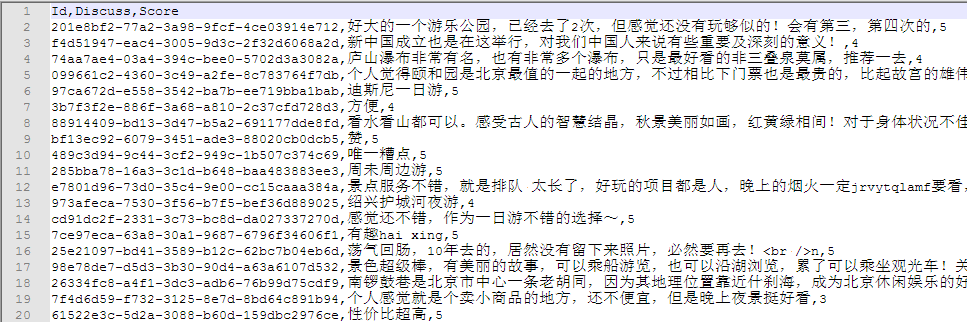 1 Id,Discuss,Score
2 201e8bf2-77a2-3a98-9fcf-4ce03914e712,好大的一个游乐公园，已经去了2次，但感觉还没有玩够似的！会有第三，第四次的,5
3 f4d51947-eac4-3005-9d3c-2f32d6068a2d,新中国成立也是在这举行，对我们中国人来说有些重要及深刻的意义！,4
4 74aa7ae4-03a4-394c-bee0-5702d3a3082a,庐山瀑布非常有名，也有非常多个瀑布，只是最好看的非三叠泉莫属，推荐一去,4
5 099661c2-4360-3c49-a2fe-8c783764f7db,个人觉得颐和园是北京最值的一起的地方，不过相比下门票也是最贵的，比起故宫的雄伟
6 97ca672d-e558-3542-ba7b-ee719bba1bab,迪斯尼一日游,5
7 3b7f3f2e-886f-3a68-a810-2c37cfd728d3,方便,4
8 88914409-bd13-3d47-b5a2-691177dde8fd,看水看山都可以。感受古人的智慧结晶，秋景美丽如画，红黄绿相间！对于身体状况不佳
9 bf13ec92-6079-3451-ade3-88020cb0dcb5,赞,5
10 489c3d94-9c44-3cf2-949c-1b507c374c69,唯一糟点,5
11 285bba78-16a3-3c1d-b648-baa483883ee3,周未周边游,5
12 e7801d96-73d0-35c4-9e00-cc15caaa384a,景点服务不错，就是排队 太长了，好玩的项目都是人，晚上的烟火一定jrvytqlamf要看，
13 973afeca-7530-3f56-b7f5-bef36d889025,绍兴护城河夜游,4
14 cd91dc2f-2331-3c73-bc8d-da027337270d,感觉还不错，作为一日游不错的选择～,5
15 7ce97eca-63a8-30a1-9687-6796f34606f1,有趣hai xing,5
16 25e21097-bd41-3589-b12c-62bc7b04eb6d,荡气回肠，10年去的，居然没有留下来照片，必然要再去！<br />n,5
17 98e78de7-d5d3-3b30-90d4-a63a6107d532,景色超级棒，有美丽的故事，可以乘船游览，也可以沿湖浏览，累了可以乘坐观光车！关
18 26334fc8-a4f1-3dc3-adb6-76b99d75cdf9,南锣鼓巷是北京市中心一条老胡同，因为其地理位置靠近什刹海，成为北京休闲娱乐的好
19 7f4d6d59-f732-3125-8e7d-8bd64c891b94,个人感觉就是个卖小商品的地方，还不便宜，但是晚上夜景挺好看,3
20 61522e3c-5d2a-3088-b60d-159dbc2976ce,性价比超高,5